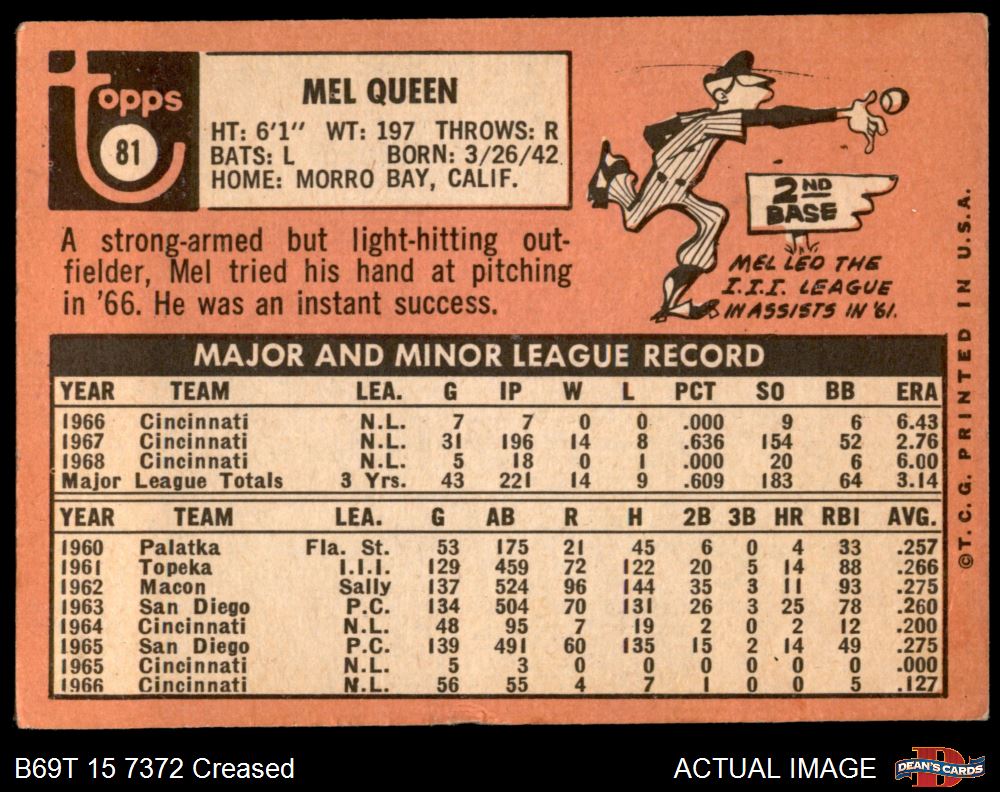 Topps
81
MEL QUEEN
HT: 6'1" WT: 197 THROWS: R
BATS: L BORN: 3/26/42
HOME: MORRO BAY, CALIF.
A strong-armed but light-hitting out-
fielder, Mel tried his hand at pitching
in '66. He was an instant success.
2ND
BASE
MEL LED THE
I.I.I. LEAGUE
IN ASSISTS IN '61.
MAJOR AND MINOR LEAGUE RECORD
YEAR TEAM LEA. G IP W L PCT SO BB ERA
1966 Cincinnati N.L. 7 7 0 0 .000 9 6 6.43
1967 Cincinnati N.L. 31 196 14 8 .636 154 52 2.76
1968 Cincinnati N.L. 5 18 0 1 .000 20 6 6.00
Major League Totals 3 Yrs. 43 221 14 9 .609 183 64 3.14
YEAR TEAM LEA. G AB R H 2B 3B HR RBI AVG.
1960 Palatka Fla. St. 53 175 21 45 6 0 4 33 .257
1961 Topeka I.I.I. 129 459 72 122 20 5 14 88 .266
1962 Macon Sally 137 524 96 144 35 3 11 93 .275
1963 San Diego P.C. 134 504 70 131 26 3 25 78 .260
1964 Cincinnati N.L. 48 95 7 19 2 0 2 12 .200
1965 San Diego P.C. 139 491 60 135 15 2 14 49 .275
1965 Cincinnati N.L. 5 3 0 0 0 0 0 0 .000
1966 Cincinnati N.L. 56 55 4 7 1 0 0 5 .127
© T. C. G. PRINTED IN U.S.A.
B69T 15 7372 Creased
ACTUAL IMAGE
DEAN'S CARDS